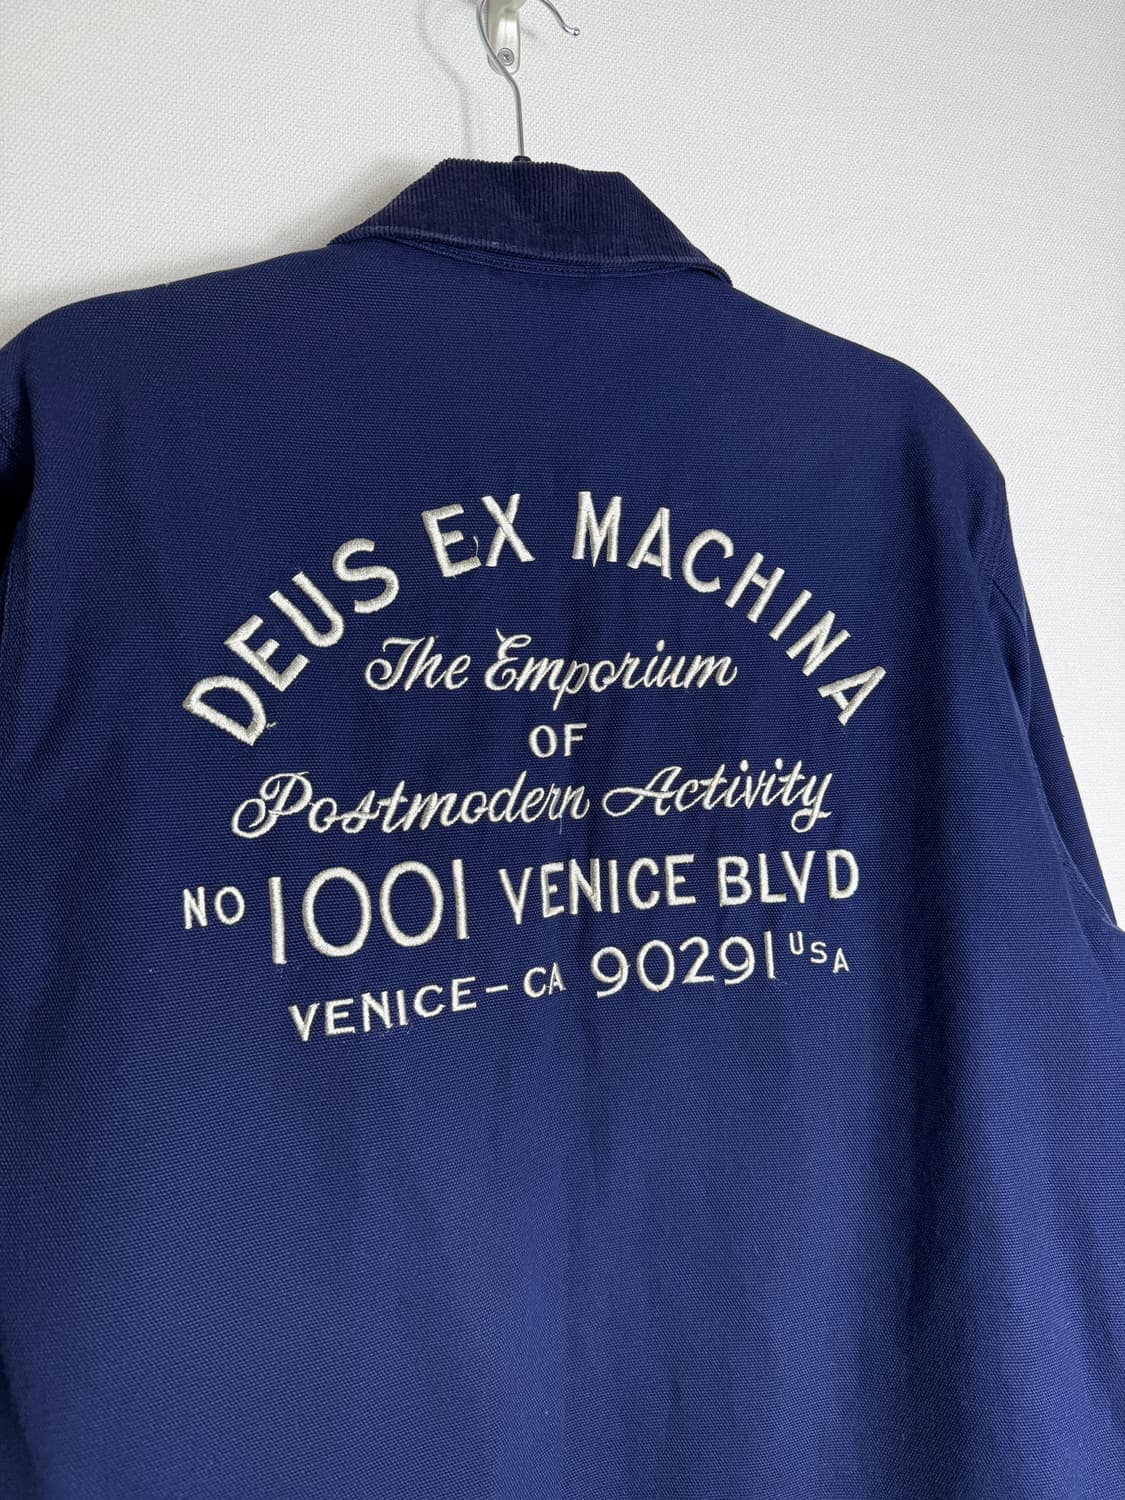 DEUS EX MACHINA
The Emporium
OF
Postmodern Activity
NO 1001 VENICE BLVD
VENICE - CA 90291 USA